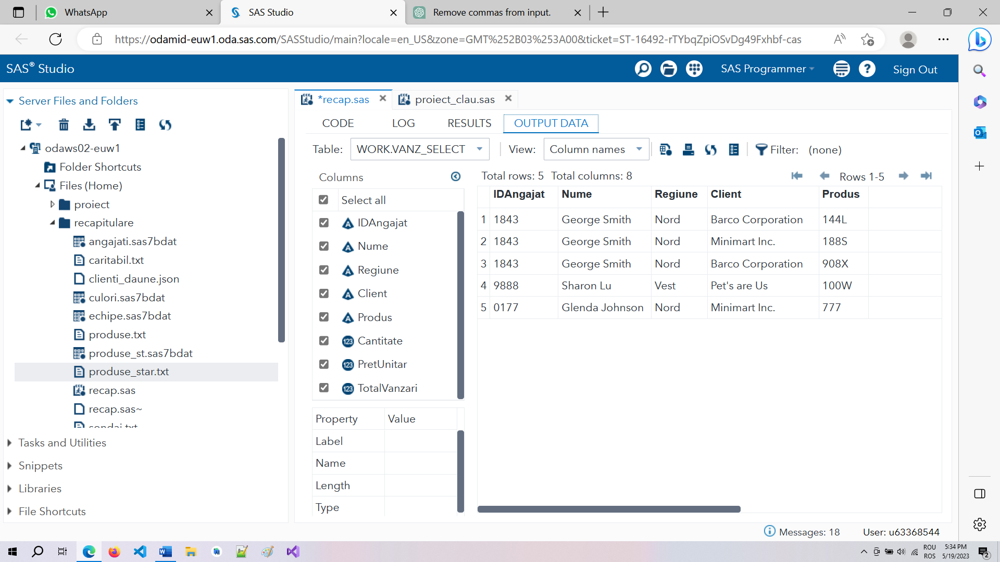 WhatsApp
SAS Studio
Remove commas from input.
https://odamid-euw1.oda.sas.com/SASStudio/main?locale=en_US&zone=GMT%252B03%253A00&ticket=ST-16492-rTYbqZpiOSvDg49Fxhbf-cas
SAS® Studio
SAS Programmer
Sign Out
Server Files and Folders
odaws02-euw1
Folder Shortcuts
Files (Home)
proiect
recapitulare
angajati.sas7bdat
caritabil.txt
clienti_daune.json
culori.sas7bdat
echipe.sas7bdat
produse.txt
produse_st.sas7bdat
produse_star.txt
recap.sas
recap.sas~
sondaj.txt
Tasks and Utilities
Snippets
Libraries
File Shortcuts
*recap.sas
proiect_clau.sas
CODE LOG RESULTS OUTPUT DATA
Table: WORK.VANZ_SELECT View: Column names Filter: (none)
Columns
Select all
IDAngajat
Nume
Regiune
Client
Produs
Cantitate
PretUnitar
TotalVanzari
Property Value
Label
Name
Length
Type
Total rows: 5 Total columns: 8
Rows 1-5
IDAngajat Nume Regiune Client Produs
1 1843 George Smith Nord Barco Corporation 144L
2 1843 George Smith Nord Minimart Inc. 188S
3 1843 George Smith Nord Barco Corporation 908X
4 9888 Sharon Lu Vest Pet's are Us 100W
5 0177 Glenda Johnson Nord Minimart Inc. 777
Messages: 18
User: u63368544
ROU
ROS
5:34 PM
5/19/2023
2